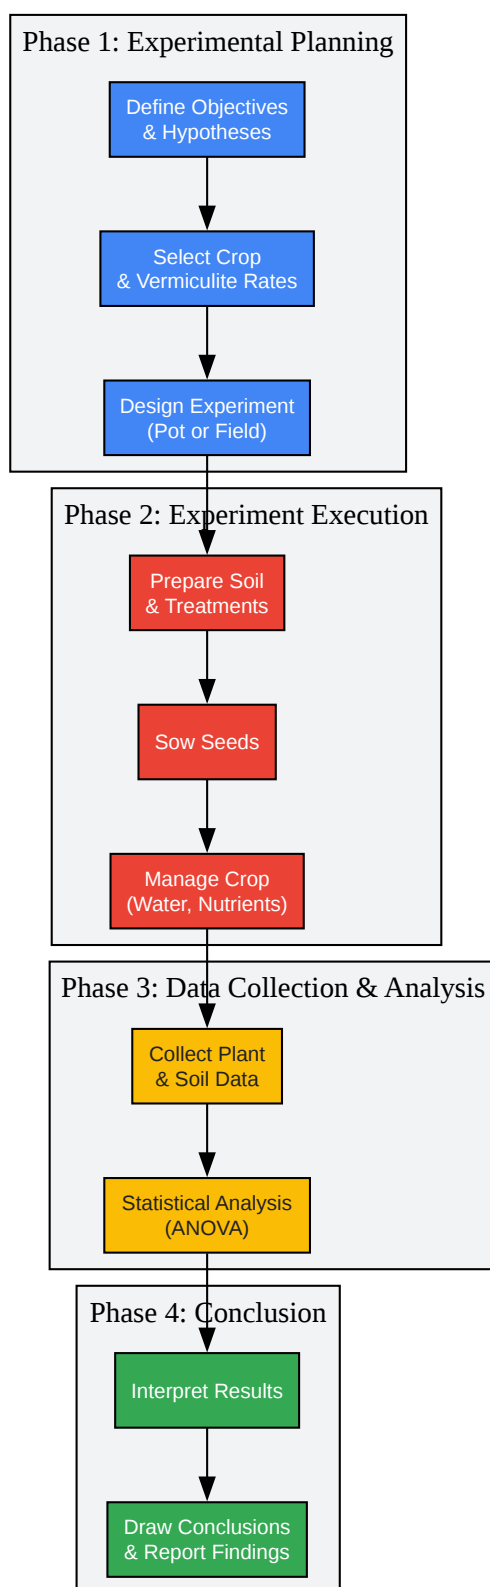 Phase 1: Experimental Planning
Define Objectives
& Hypotheses
Select Crop
& Vermiculite Rates
Design Experiment
(Pot or Field)
Phase 2: Experiment Execution
Prepare Soil
& Treatments
Sow Seeds
Manage Crop
(Water, Nutrients)
Phase 3: Data Collection & Analysis
Collect Plant
& Soil Data
Statistical Analysis
(ANOVA)
Phase 4: Conclusion
Interpret Results
Draw Conclusions
& Report Findings